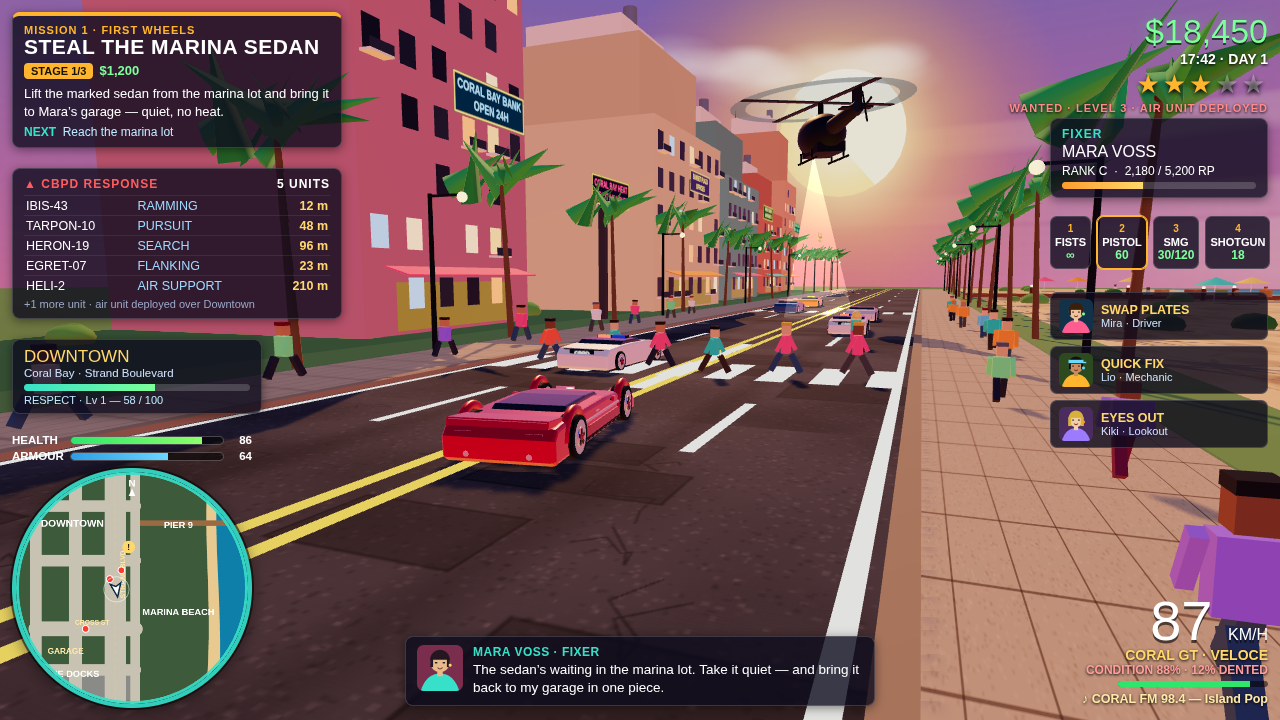 MISSION 1 · FIRST WHEELS
STEAL THE MARINA SEDAN
STAGE 1/3 $1,200
Lift the marked sedan from the marina lot and bring it
to Mara's garage — quiet, no heat.
NEXT Reach the marina lot
▲ CBPD RESPONSE 5 UNITS
IBIS-43 RAMMING 12 m
TARPON-10 PURSUIT 48 m
HERON-19 SEARCH 96 m
EGRET-07 FLANKING 23 m
HELI-2 AIR SUPPORT 210 m
+1 more unit · air unit deployed over Downtown
DOWNTOWN
Coral Bay · Strand Boulevard
RESPECT · Lv 1 — 58 / 100
HEALTH 86
ARMOUR 64
N
DOWNTOWN
PIER 9
!
MARINA BEACH
CROSS ST
GARAGE
DOCKS
CORAL BAY BANK
OPEN 24H
CORAL BAY HEAT
$18,450
17:42 · DAY 1
WANTED · LEVEL 3 · AIR UNIT DEPLOYED
FIXER
MARA VOSS
RANK C · 2,180 / 5,200 RP
1 FISTS ∞
2 PISTOL 60
3 SMG 30/120
4 SHOTGUN 18
SWAP PLATES
Mira · Driver
QUICK FIX
Lio · Mechanic
EYES OUT
Kiki · Lookout
MARA VOSS · FIXER
The sedan's waiting in the marina lot. Take it quiet — and bring it
back to my garage in one piece.
87 KM/H
CORAL GT · VELOCE
CONDITION 88% · 12% DENTED
♪ CORAL FM 98.4 — Island Pop